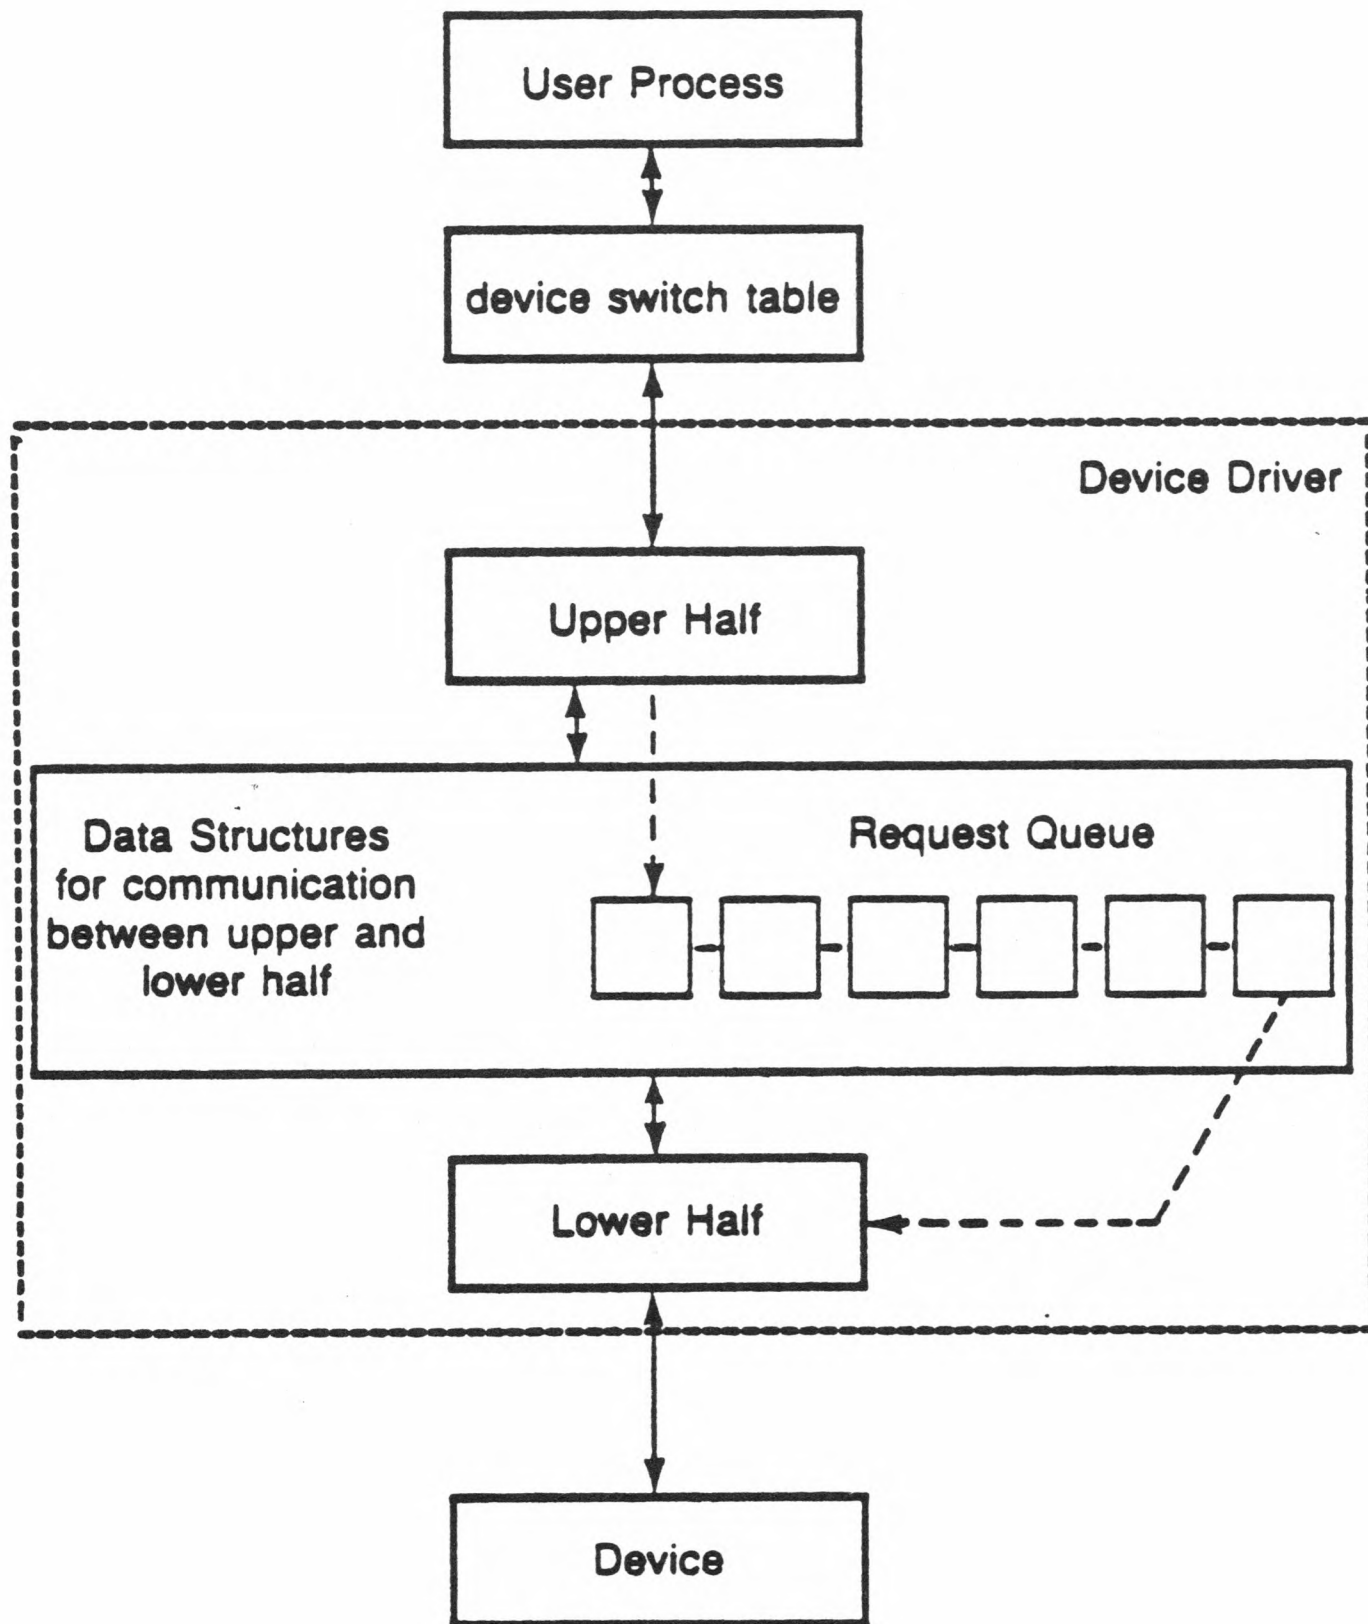 User Process
device switch table
Device Driver
Upper Half
Data Structures
for communication
between upper and
lower half
Request Queue
Lower Half
Device